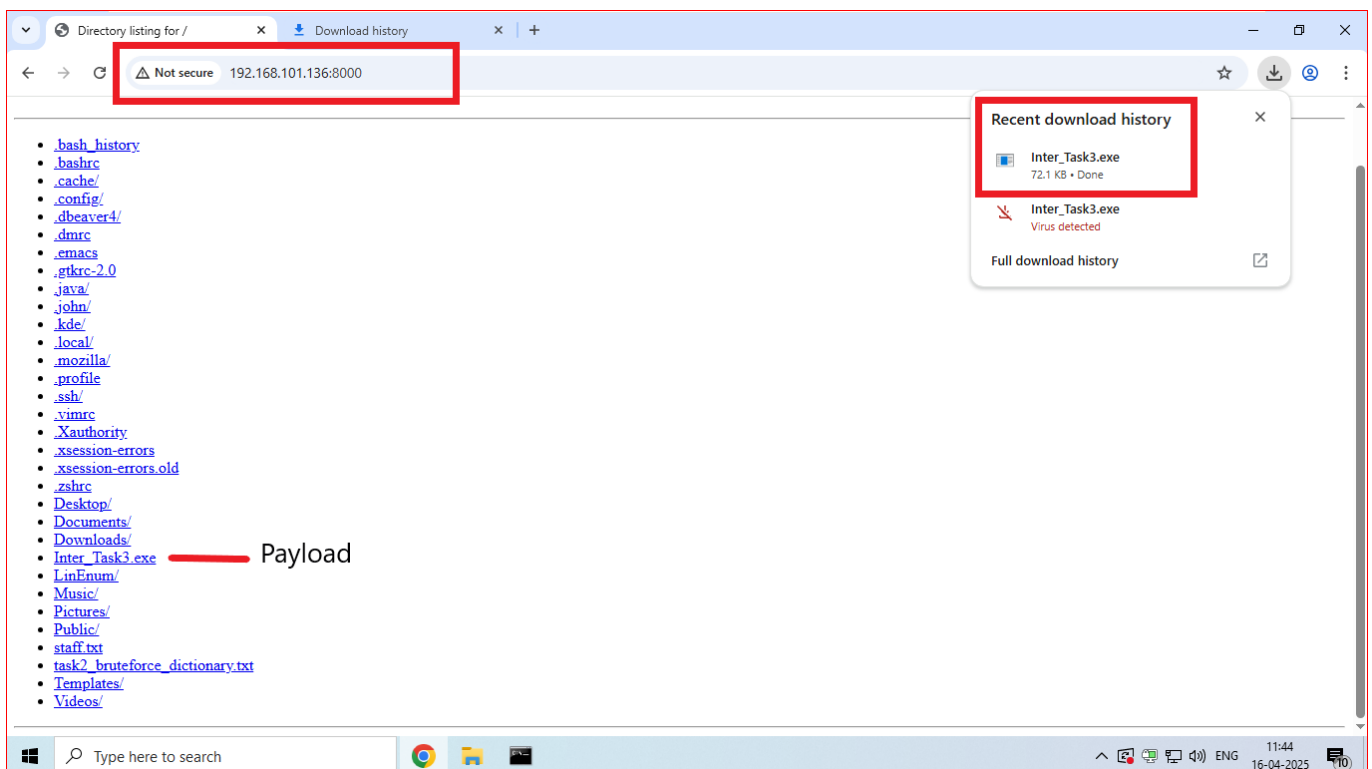 Directory listing for /
Download history
Not secure 192.168.101.136:8000
Recent download history
Inter_Task3.exe
72.1 KB • Done
Inter_Task3.exe
Virus detected
Full download history
.bash_history
.bashrc
.cache/
.config/
.dbeaver4/
.dmrc
.emacs
.gtkrc-2.0
.java/
.john/
.kde/
.local/
.mozilla/
.profile
.ssh/
.vimrc
.Xauthority
.xsession-errors
.xsession-errors.old
.zshrc
Desktop/
Documents/
Downloads/
Inter_Task3.exe Payload
LinEnum/
Music/
Pictures/
Public/
staff.txt
task2_bruteforce_dictionary.txt
Templates/
Videos/
Type here to search
ENG
11:44
16-04-2025
10